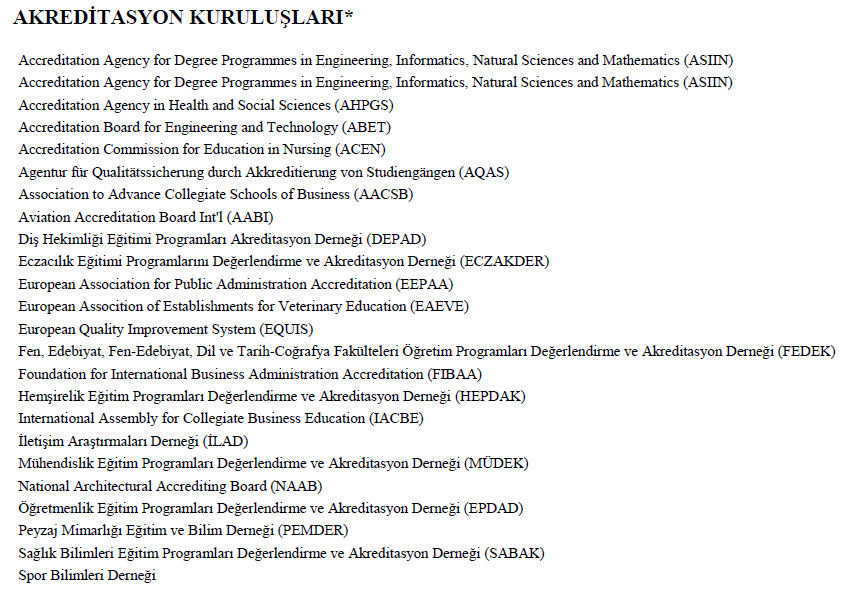 AKREDİTASYON KURULUŞLARI*
Accreditation Agency for Degree Programmes in Engineering, Informatics, Natural Sciences and Mathematics (ASIIN)
Accreditation Agency for Degree Programmes in Engineering, Informatics, Natural Sciences and Mathematics (ASIIN)
Accreditation Agency in Health and Social Sciences (AHPGS)
Accreditation Board for Engineering and Technology (ABET)
Accreditation Commission for Education in Nursing (ACEN)
Agentur für Qualitätssicherung durch Akkreditierung von Studiengängen (AQAS)
Association to Advance Collegiate Schools of Business (AACSB)
Aviation Accreditation Board Int'l (AABI)
Diş Hekimliği Eğitimi Programları Akreditasyon Derneği (DEPAD)
Eczacılık Eğitimi Programlarını Değerlendirme ve Akreditasyon Derneği (ECZAKDER)
European Association for Public Administration Accreditation (EEPAA)
European Assocition of Establishments for Veterinary Education (EAEVE)
European Quality Improvement System (EQUIS)
Fen, Edebiyat, Fen-Edebiyat, Dil ve Tarih-Coğrafya Fakülteleri Öğretim Programları Değerlendirme ve Akreditasyon Derneği (FEDEK)
Foundation for International Business Administration Accreditation (FIBAA)
Hemşirelik Eğitim Programları Değerlendirme ve Akreditasyon Derneği (HEPDAK)
International Assembly for Collegiate Business Education (IACBE)
İletişim Araştırmaları Derneği (İLAD)
Mühendislik Eğitim Programları Değerlendirme ve Akreditasyon Derneği (MÜDEK)
National Architectural Accrediting Board (NAAB)
Öğretmenlik Eğitim Programları Değerlendirme ve Akreditasyon Derneği (EPDAD)
Peyzaj Mimarlığı Eğitim ve Bilim Derneği (PEMDER)
Sağlık Bilimleri Eğitim Programları Değerlendirme ve Akreditasyon Derneği (SABAK)
Spor Bilimleri Derneği